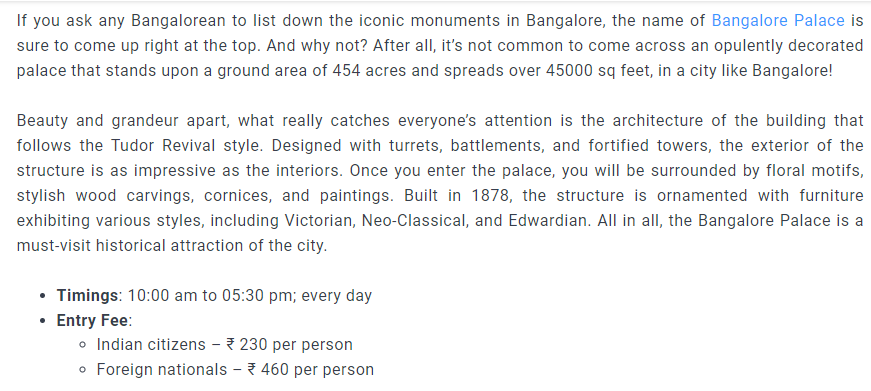 If you ask any Bangalorean to list down the iconic monuments in Bangalore, the name of Bangalore Palace is
sure to come up right at the top. And why not? After all, it’s not common to come across an opulently decorated
palace that stands upon a ground area of 454 acres and spreads over 45000 sq feet, in a city like Bangalore!
Beauty and grandeur apart, what really catches everyone’s attention is the architecture of the building that
follows the Tudor Revival style. Designed with turrets, battlements, and fortified towers, the exterior of the
structure is as impressive as the interiors. Once you enter the palace, you will be surrounded by floral motifs,
stylish wood carvings, cornices, and paintings. Built in 1878, the structure is ornamented with furniture
exhibiting various styles, including Victorian, Neo-Classical, and Edwardian. All in all, the Bangalore Palace is a
must-visit historical attraction of the city.
• Timings: 10:00 am to 05:30 pm; every day
• Entry Fee:
◦ Indian citizens – ₹ 230 per person
◦ Foreign nationals – ₹ 460 per person